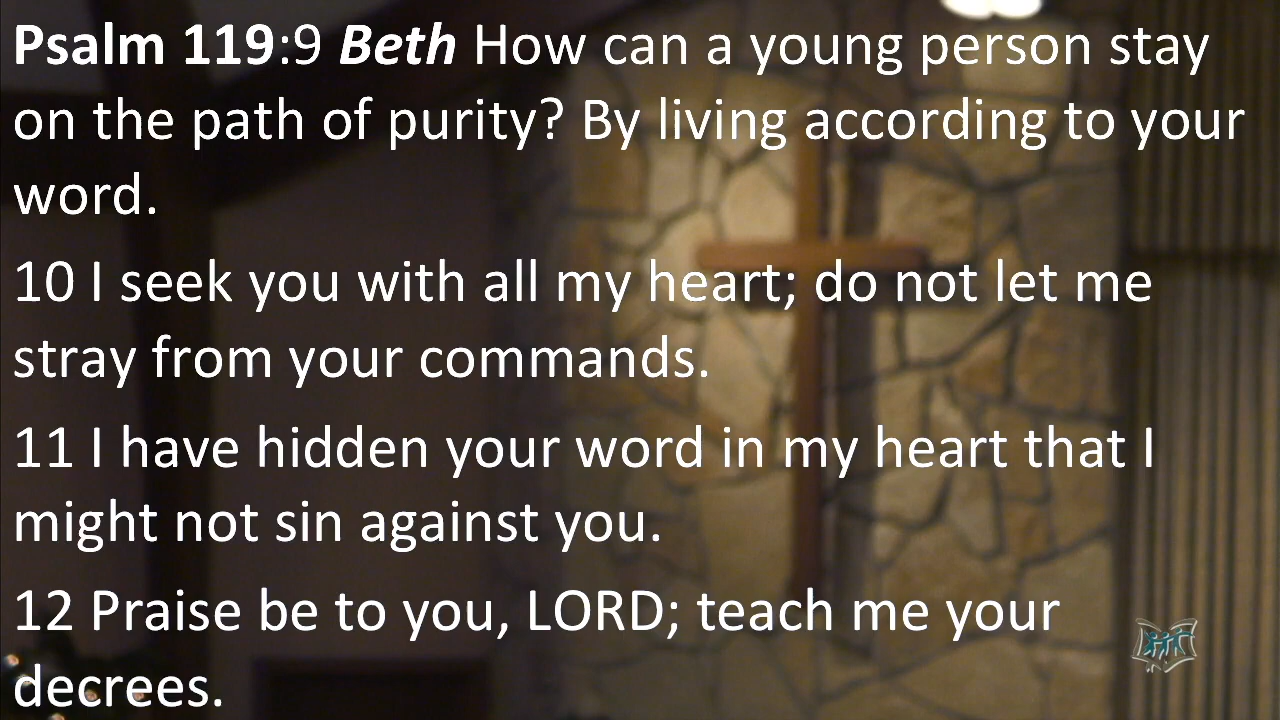 Psalm 119:9 Beth How can a young person stay
on the path of purity? By living according to your
word.
10 I seek you with all my heart; do not let me
stray from your commands.
11 I have hidden your word in my heart that I
might not sin against you.
12 Praise be to you, LORD; teach me your
decrees.